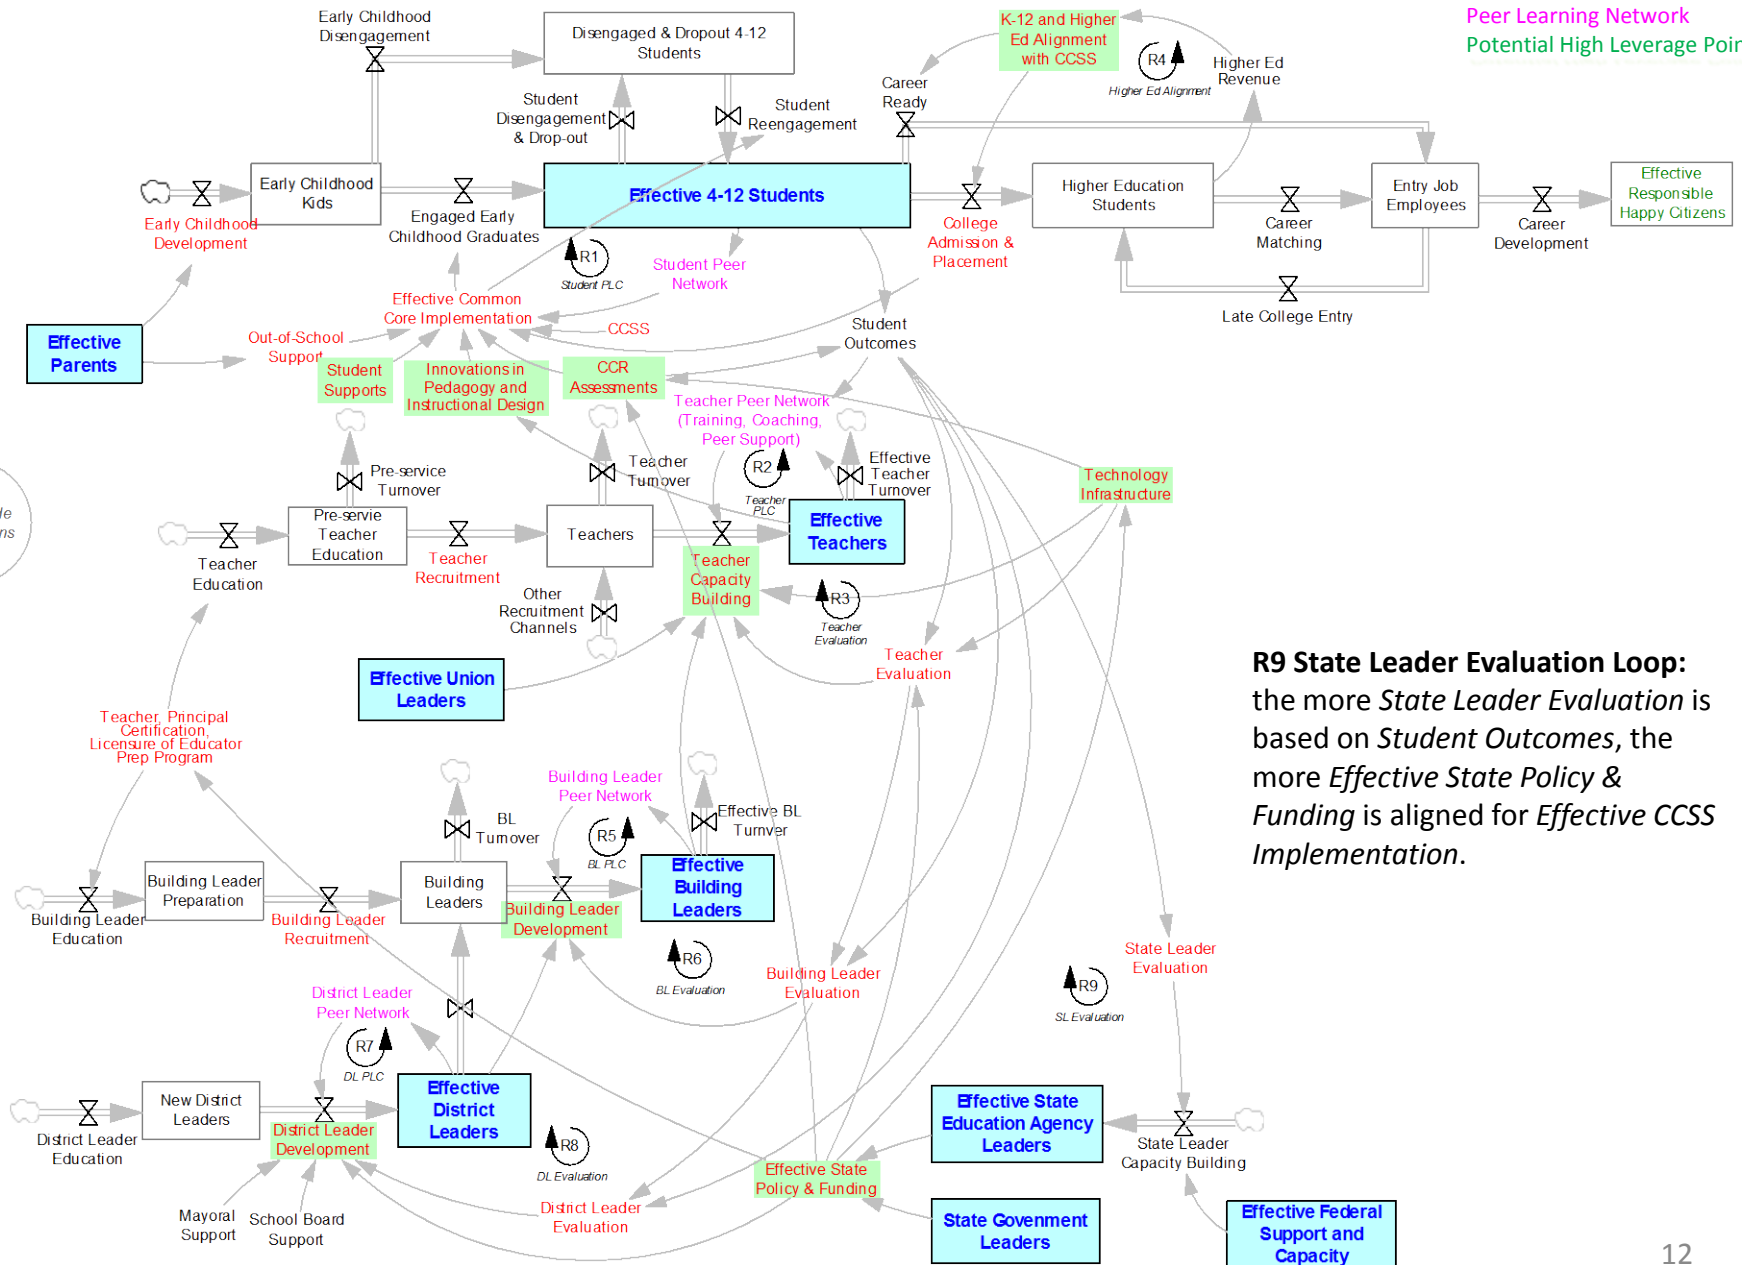 Peer Learning Network
Potential High Leverage Poin
Early Childhood
Disengagement
Disengaged & Dropout 4-12
Students
K-12 and Higher
Ed Alignment
with CCSS
R4
Higher Ed Alignment
Higher Ed
Revenue
Career
Ready
Student
Disengagement
& Drop-out
Student
Reengagement
Early Childhood
Kids
Early Childhood
Development
Engaged Early
Childhood Graduates
Effective 4-12 Students
College
Admission &
Placement
Higher Education
Students
Career
Matching
Entry Job
Employees
Career
Development
Effective
Responsible
Happy Citizens
Late College Entry
R1
Student PLC
Student Peer
Network
Effective Common
Core Implementation
CCSS
Student
Outcomes
Effective
Parents
Out-of-School
Support
Student
Supports
Innovations in
Pedagogy and
Instructional Design
CCR
Assessments
Teacher Peer Network
(Training, Coaching,
Peer Support)
R2
Teacher
PLC
Pre-service
Turnover
Teacher
Turnover
Effective
Teacher
Turnover
Technology
Infrastructure
de
ns
Teacher
Education
Pre-servie
Teacher
Education
Teacher
Recruitment
Teachers
Effective
Teachers
Teacher
Capacity
Building
Other
Recruitment
Channels
R3
Teacher
Evaluation
Teacher
Evaluation
Effective Union
Leaders
R9 State Leader Evaluation Loop:
the more State Leader Evaluation is
based on Student Outcomes, the
more Effective State Policy &
Funding is aligned for Effective CCSS
Implementation.
Teacher, Principal
Certification,
Licensure of Educator
Prep Program
Building Leader
Peer Network
BL
Turnover
R5
BL PLC
Effective BL
Turnver
Building Leader
Education
Building Leader
Preparation
Building Leader
Recruitment
Building
Leaders
Building Leader
Development
Effective
Building
Leaders
R6
BL Evaluation
Building Leader
Evaluation
State Leader
Evaluation
R9
SL Evaluation
District Leader
Peer Network
R7
DL PLC
District Leader
Education
New District
Leaders
District Leader
Development
Effective
District
Leaders
R8
DL Evaluation
Mayoral
Support
School Board
Support
District Leader
Evaluation
Effective State
Policy & Funding
Effective State
Education Agency
Leaders
State Leader
Capacity Building
State Govenment
Leaders
Effective Federal
Support and
Capacity
12